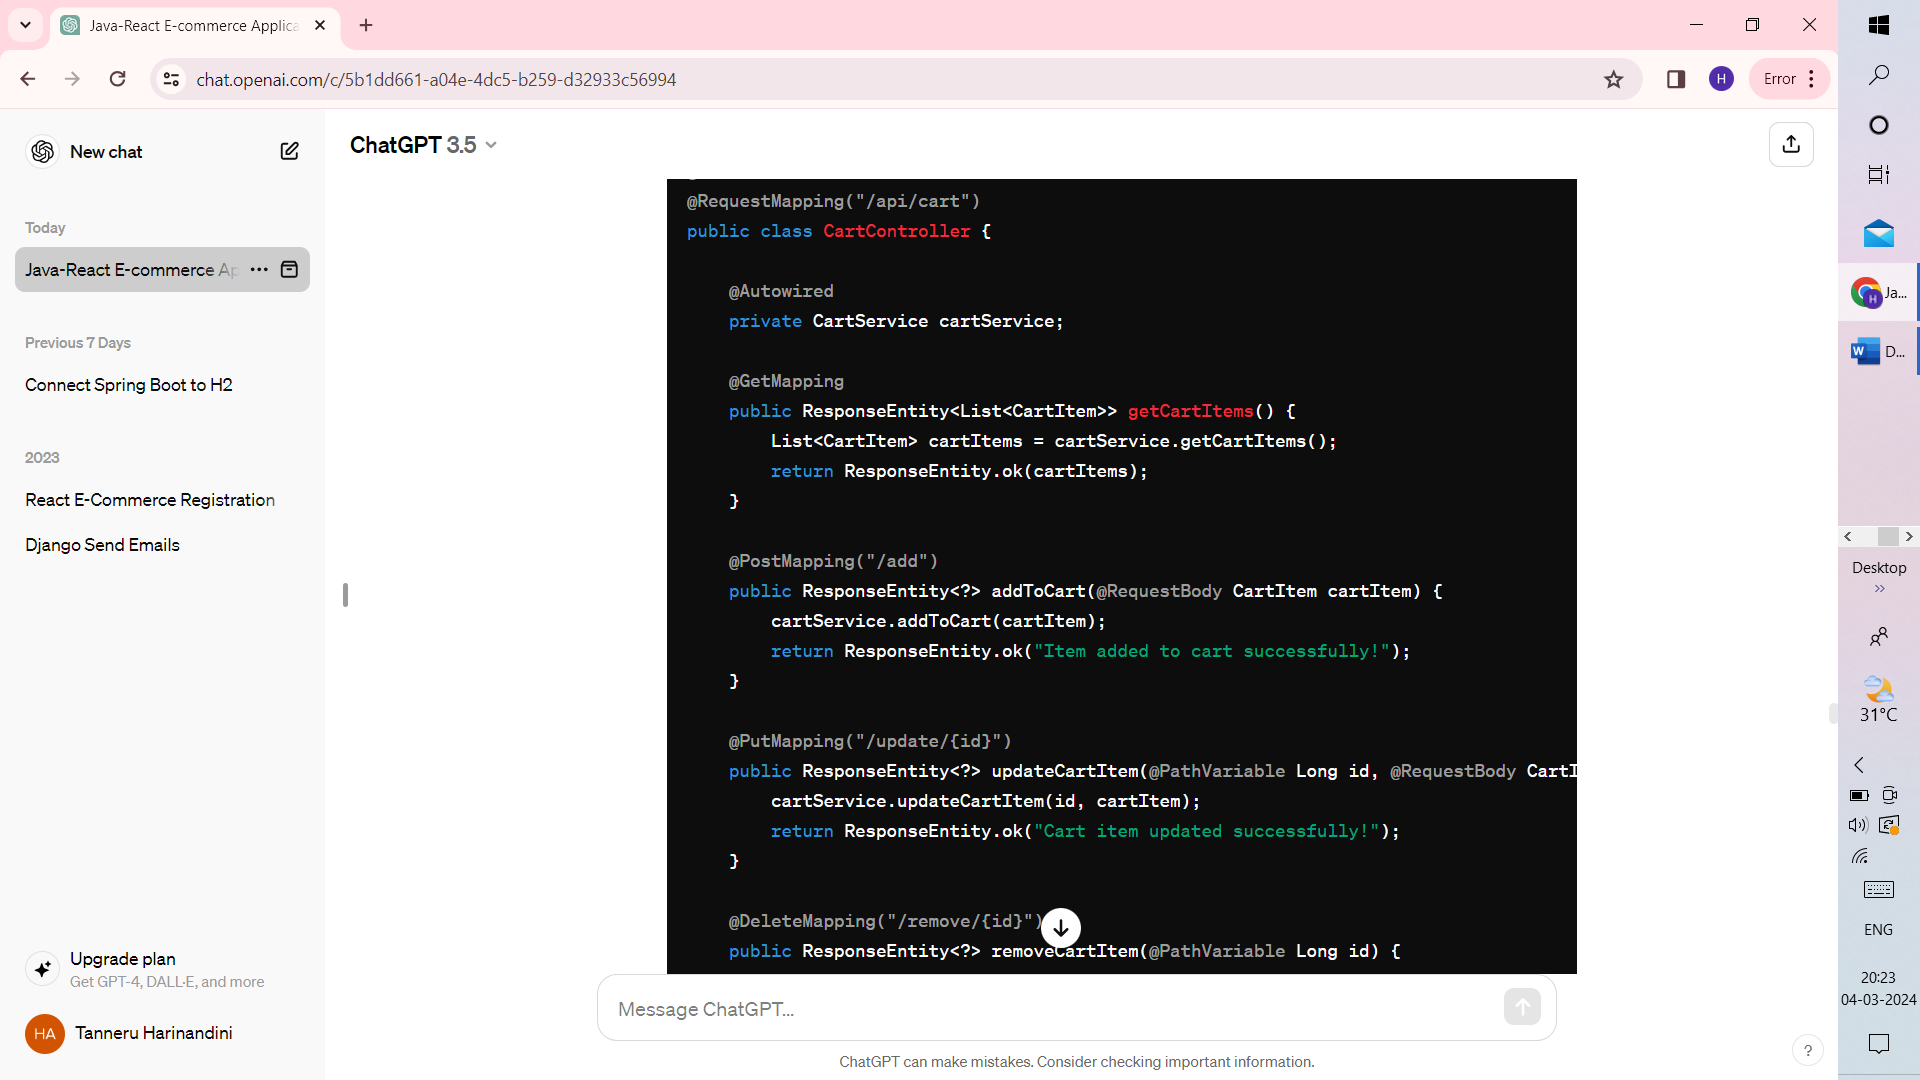 Java-React E-commerce Applica
chat.openai.com/c/5b1dd661-a04e-4dc5-b259-d32933c56994
H
Error
New chat
ChatGPT 3.5
Today
Java-React E-commerce Ap
Previous 7 Days
Connect Spring Boot to H2
2023
React E-Commerce Registration
Django Send Emails
Upgrade plan
Get GPT-4, DALL·E, and more
HA
Tanneru Harinandini
@RequestMapping("/api/cart")
public class CartController {
@Autowired
private CartService cartService;
@GetMapping
public ResponseEntity<List<CartItem>> getCartItems() {
List<CartItem> cartItems = cartService.getCartItems();
return ResponseEntity.ok(cartItems);
}
@PostMapping("/add")
public ResponseEntity<?> addToCart(@RequestBody CartItem cartItem) {
cartService.addToCart(cartItem);
return ResponseEntity.ok("Item added to cart successfully!");
}
@PutMapping("/update/{id}")
public ResponseEntity<?> updateCartItem(@PathVariable Long id, @RequestBody CartI
cartService.updateCartItem(id, cartItem);
return ResponseEntity.ok("Cart item updated successfully!");
}
@DeleteMapping("/remove/{id}")
public ResponseEntity<?> removeCartItem(@PathVariable Long id) {
Message ChatGPT...
ChatGPT can make mistakes. Consider checking important information.
?
H
Ja...
W
D...
Desktop
31°C
ENG
20:23
04-03-2024